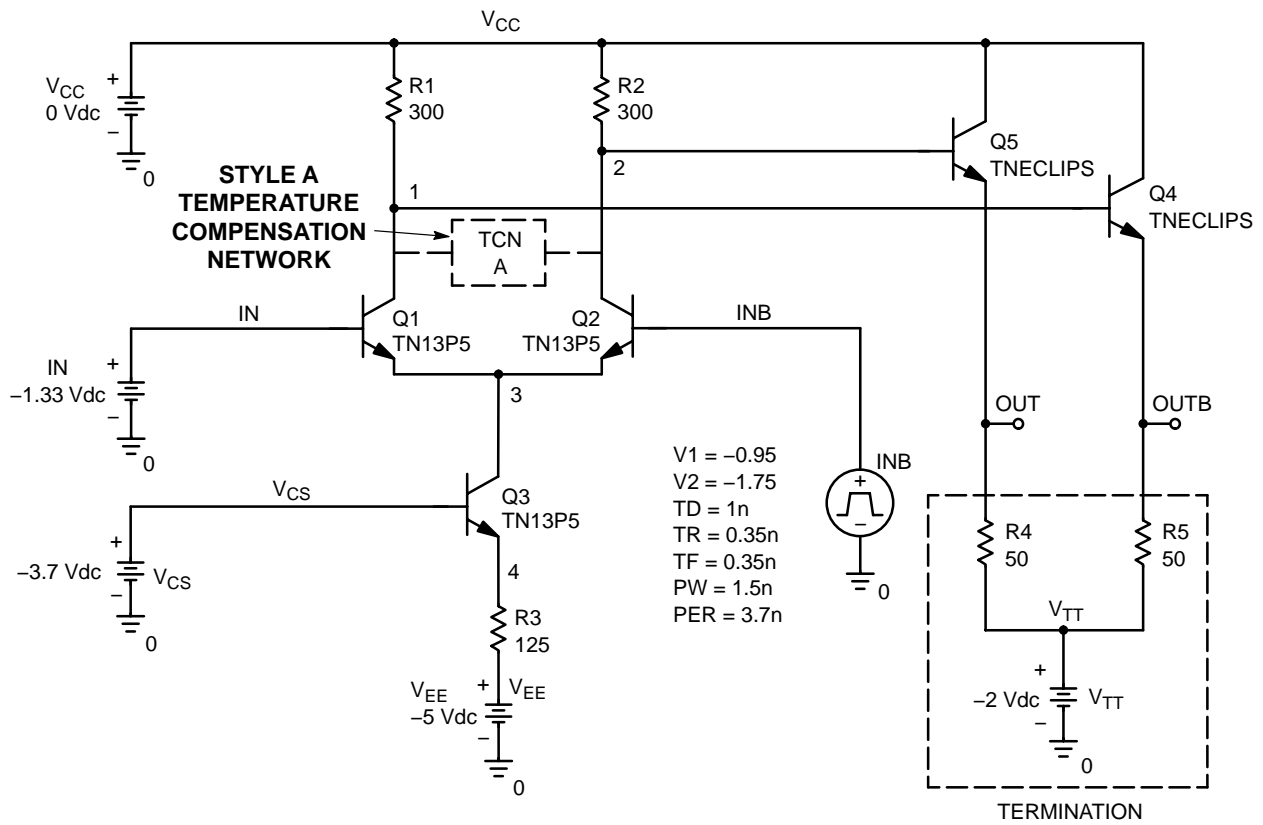 VCC
VCC
0 Vdc
+
−
0
R1
300
R2
300
STYLE A
TEMPERATURE
COMPENSATION
NETWORK
1
2
TCN
A
Q5
TNECLIPS
Q4
TNECLIPS
IN
Q1
TN13P5
Q2
TN13P5
INB
IN
−1.33 Vdc
+
−
0
3
OUT
OUTB
VCS
Q3
TN13P5
V1 = −0.95
V2 = −1.75
TD = 1n
TR = 0.35n
TF = 0.35n
PW = 1.5n
PER = 3.7n
INB
+
−
0
+
−3.7 Vdc
−
VCS
0
4
R3
125
R4
50
R5
50
VTT
VEE
−5 Vdc
+
−
VEE
0
+
−2 Vdc
−
VTT
0
TERMINATION